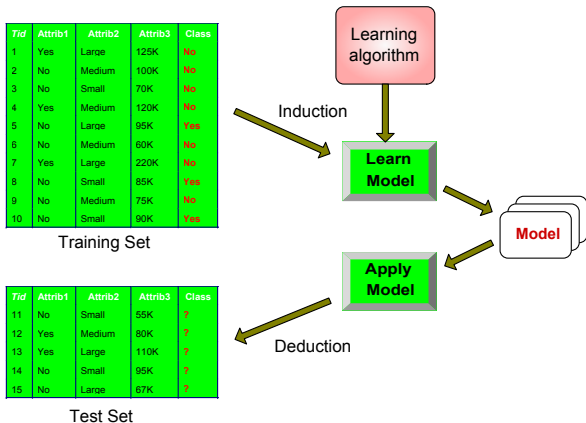 Tid Attrib1 Attrib2 Attrib3 Class
1 Yes Large 125K No
2 No Medium 100K No
3 No Small 70K No
4 Yes Medium 120K No
5 No Large 95K Yes
6 No Medium 60K No
7 Yes Large 220K No
8 No Small 85K Yes
9 No Medium 75K No
10 No Small 90K Yes
Training Set
Learning
algorithm
Induction
Learn
Model
Model
Apply
Model
Deduction
Tid Attrib1 Attrib2 Attrib3 Class
11 No Small 55K ?
12 Yes Medium 80K ?
13 Yes Large 110K ?
14 No Small 95K ?
15 No Large 67K ?
Test Set